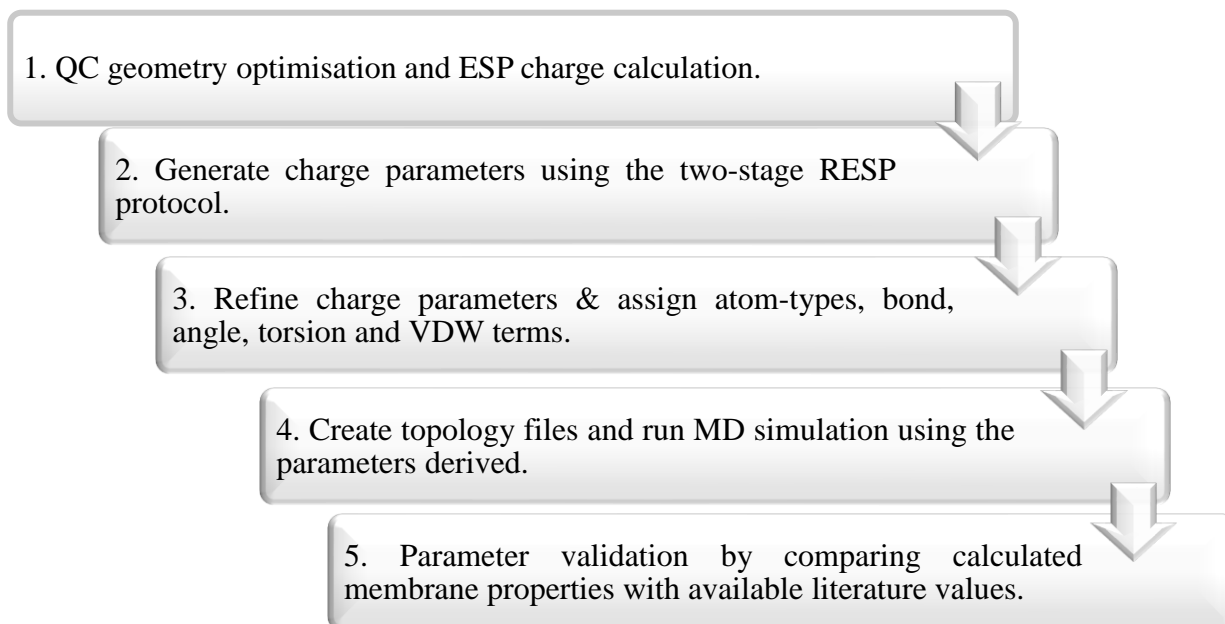 1. QC geometry optimisation and ESP charge calculation.
2. Generate charge parameters using the two-stage RESP
protocol.
3. Refine charge parameters & assign atom-types, bond,
angle, torsion and VDW terms.
4. Create topology files and run MD simulation using the
parameters derived.
5. Parameter validation by comparing calculated
membrane properties with available literature values.